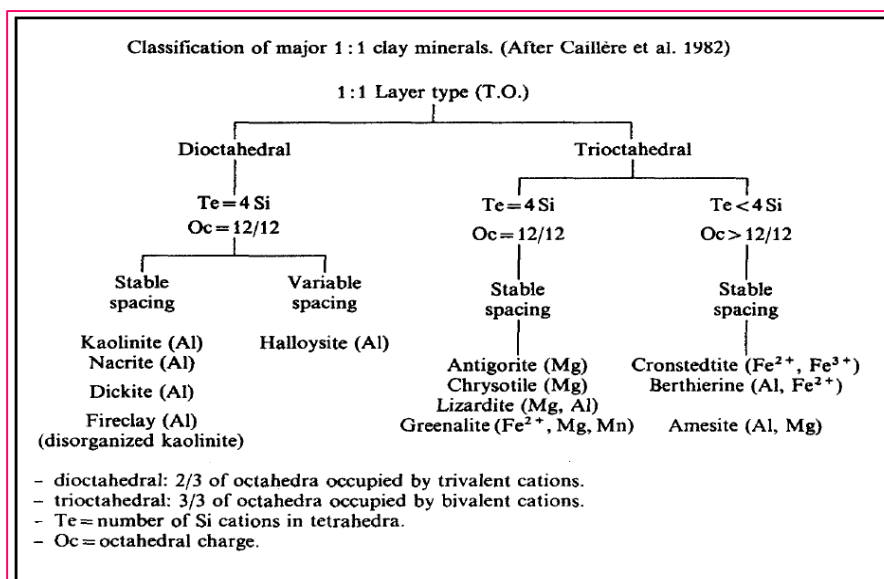 Classification of major 1:1 clay minerals. (After Caillère et al. 1982)
1:1 Layer type (T.O.)
Dioctahedral
Trioctahedral
Te=4 Si
Oc=12/12
Te=4Si
Oc=12/12
Te<4Si
Oc>12/12
Stable
spacing
Variable
spacing
Stable
spacing
Stable
spacing
Kaolinite (Al)
Nacrite (Al)
Dickite (Al)
Fireclay (Al)
(disorganized kaolinite)
Halloysite (Al)
Antigorite (Mg)
Chrysotile (Mg)
Lizardite (Mg, Al)
Greenalite (Fe²⁺, Mg, Mn)
Cronstedtite (Fe²⁺, Fe³⁺)
Berthierine (Al, Fe²⁺)
Amesite (Al, Mg)
– dioctahedral: 2/3 of octahedra occupied by trivalent cations.
– trioctahedral: 3/3 of octahedra occupied by bivalent cations.
– Te=number of Si cations in tetrahedra.
– Oc=octahedral charge.